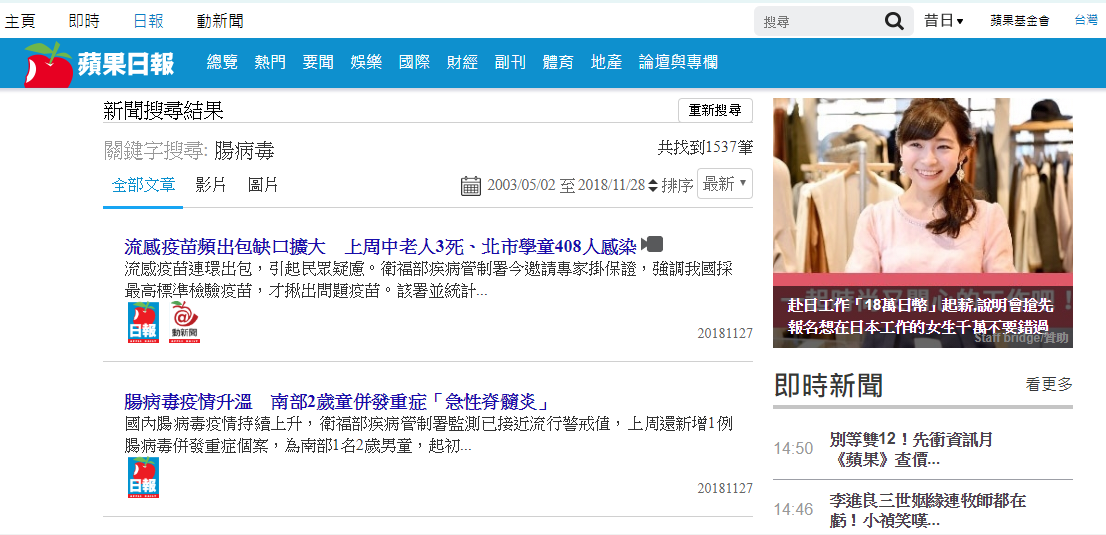 主頁 即時 日報 動新聞 搜尋 昔日▾ 蘋果基金會 台灣
蘋果日報 總覽 熱門 要聞 娛樂 國際 財經 副刊 體育 地產 論壇與專欄
新聞搜尋結果 重新搜尋
關鍵字搜尋: 腸病毒 共找到1537筆
全部文章 影片 圖片 2003/05/02 至 2018/11/28 排序 最新
流感疫苗頻出包缺口擴大 上周中老人3死、北市學童408人感染
流感疫苗連環出包，引起民眾疑慮。衛福部疾病管制署今邀請專家掛保證，強調我國採
最高標準檢驗疫苗，才揪出問題疫苗。該署並統計...
日報 動新聞
20181127
腸病毒疫情升溫 南部2歲童併發重症「急性脊髓炎」
國內腸病毒疫情持續上升，衛福部疾病管制署監測已接近流行警戒值，上周還新增1例
腸病毒併發重症個案，為南部1名2歲男童，起初...
日報
20181127
赴日工作「18萬日幣」起薪,說明會搶先
報名想在日本工作的女生千萬不要錯過
Staff bridge/贊助
即時新聞 看更多
14:50 別等雙12！先衝資訊月
《蘋果》查價...
14:46 李進良三世姻緣連牧師都在
虧！小禎笑嘆...